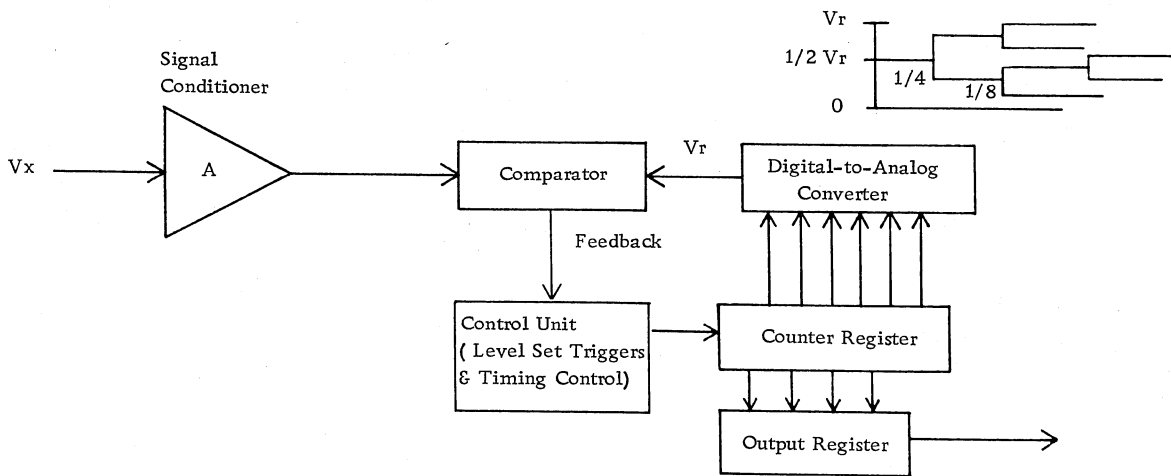 Vr
1/2 Vr
1/4
1/8
0
Signal
Conditioner
Vx
A
Comparator
Vr
Digital-to-Analog
Converter
Feedback
Control Unit
( Level Set Triggers
& Timing Control)
Counter Register
Output Register